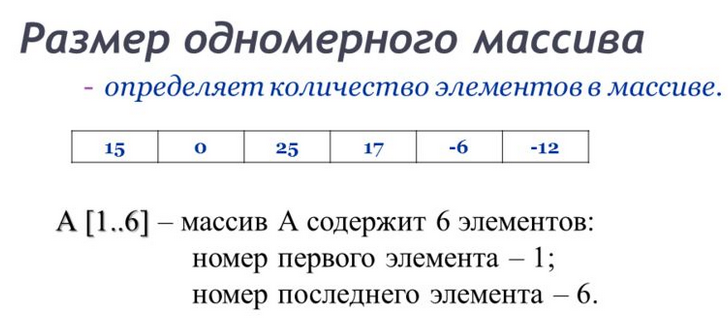 Размер одномерного массива
- определяет количество элементов в массиве.
15 0 25 17 -6 -12
А [1..6] – массив А содержит 6 элементов:
номер первого элемента – 1;
номер последнего элемента – 6.